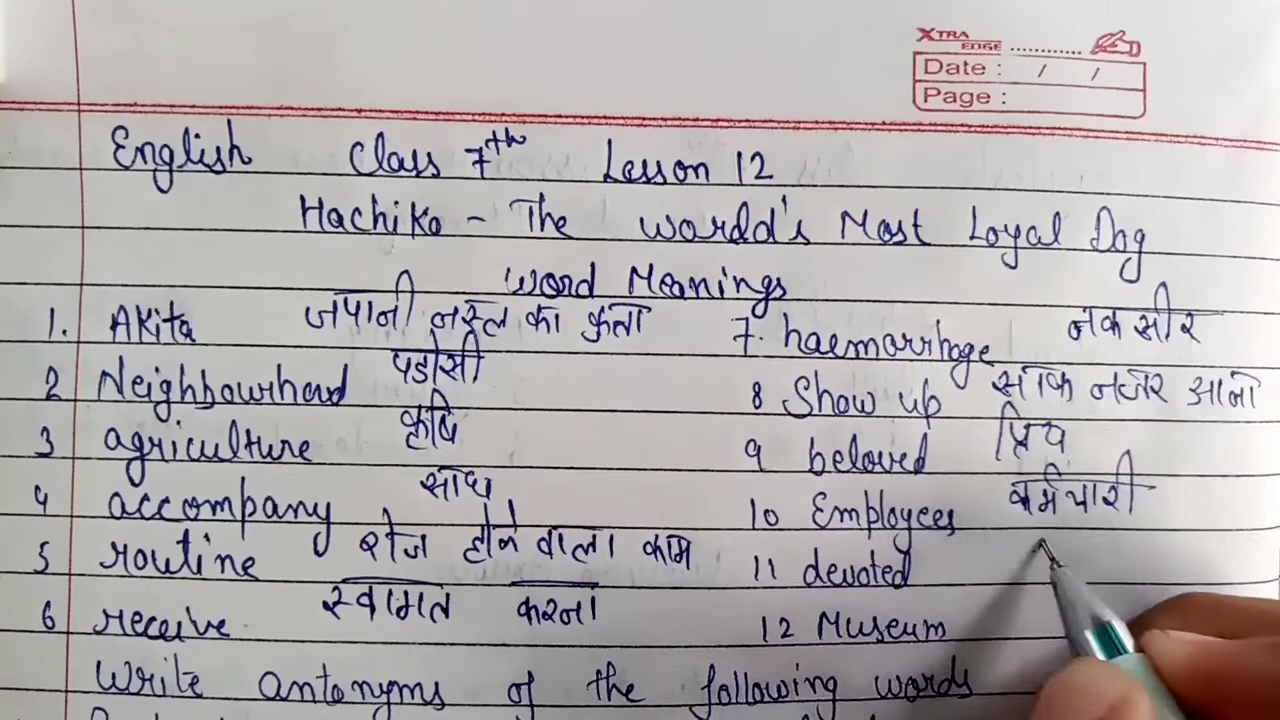 XTRA EDGE ............
Date : / /
Page :
English Class 7th Lesson 12
Hachiko - The Wordd's Most Loyal Dog
Word Meanings
1. Akita जपानी नस्ल का कुता
2 Neighbourhood पडोसी
3 agriculture कृषि
4 accompany साथ
5 routine रोज होने वाला काम
6 receive स्वागत करना
7. haemorrhage नकसीर
8 Show up साफ नजर आना
9 beloved प्रिय
10 Employees कर्मचारी
11 devoted
12 Museum
Write antonyms of the following words